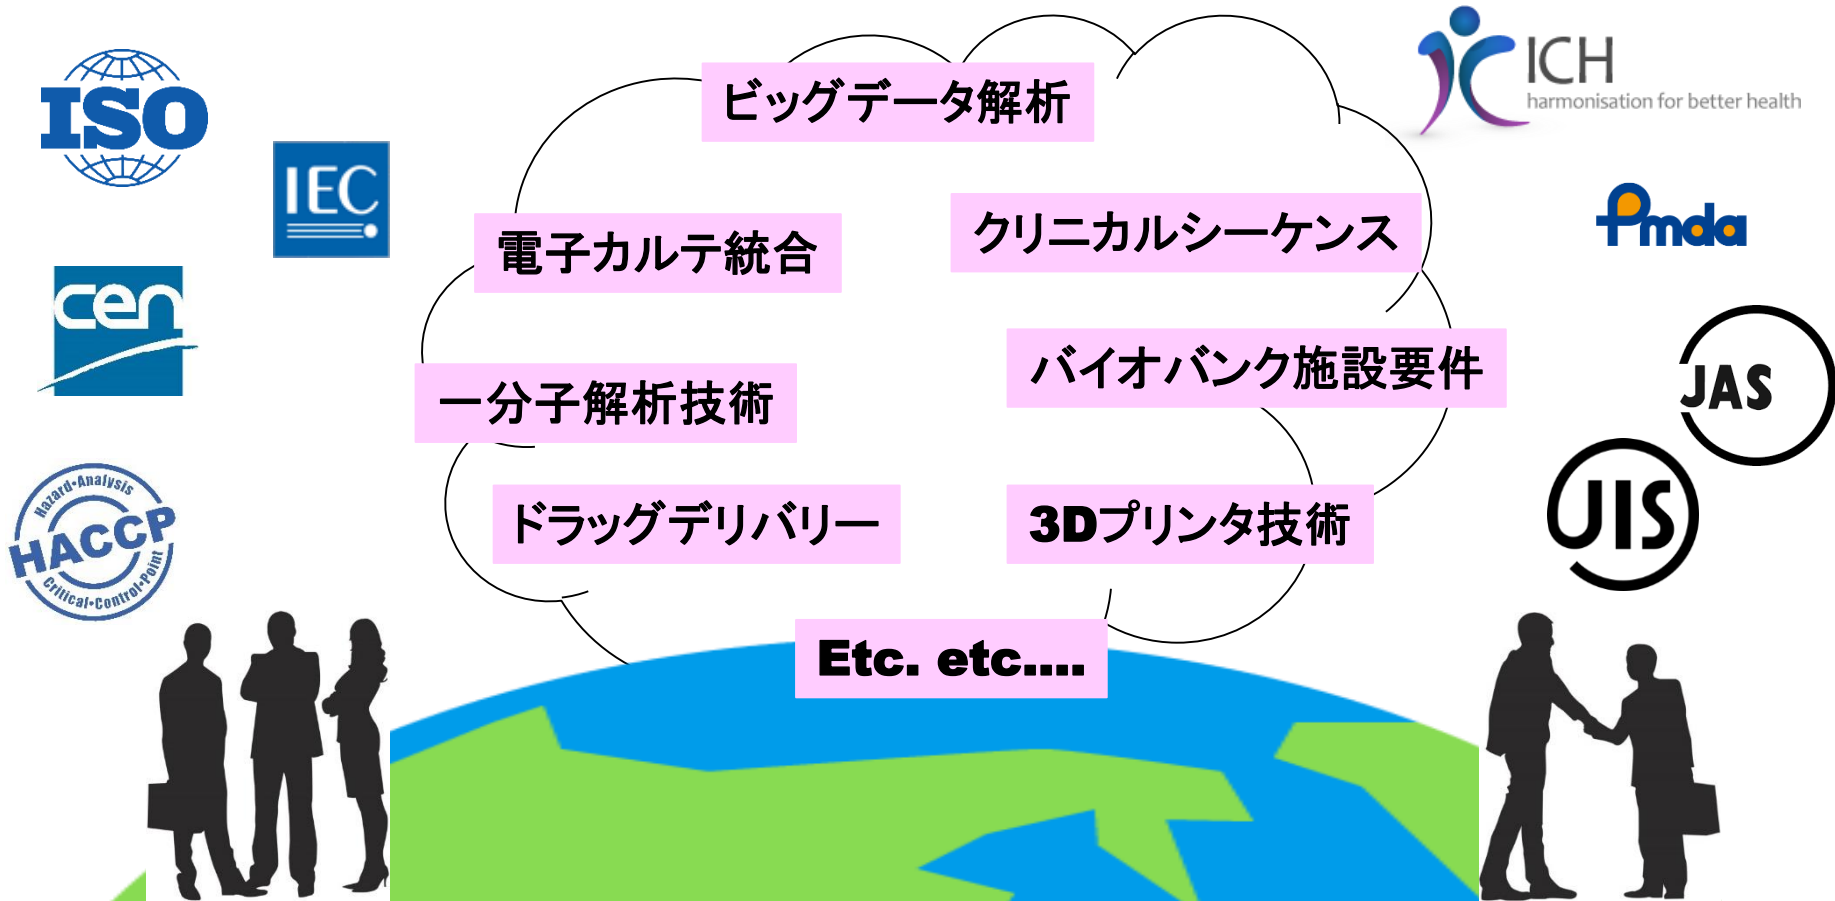 ISO
IEC
cen
Hazard•Analysis
HACCP
Critical•Control•Point
ビッグデータ解析
電子カルテ統合
クリニカルシーケンス
一分子解析技術
バイオバンク施設要件
ドラッグデリバリー
3Dプリンタ技術
Etc. etc....
ICH
harmonisation for better health
Pmda
JAS
JIS